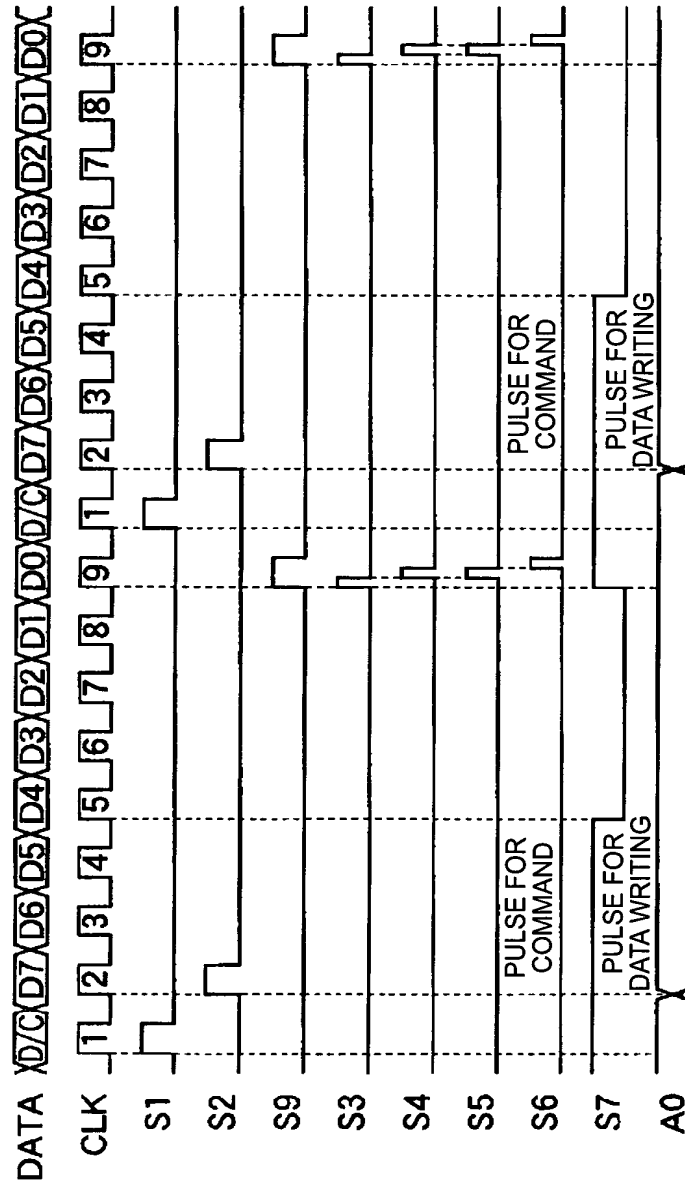 DATA D/C D7 D6 D5 D4 D3 D2 D1 D0 D/C D7 D6 D5 D4 D3 D2 D1 D0
CLK 1 2 3 4 5 6 7 8 9 1 2 3 4 5 6 7 8 9
S1
S2
S9
S3
S4
S5
S6
PULSE FOR
COMMAND
PULSE FOR
COMMAND
S7
PULSE FOR
DATA WRITING
PULSE FOR
DATA WRITING
A0